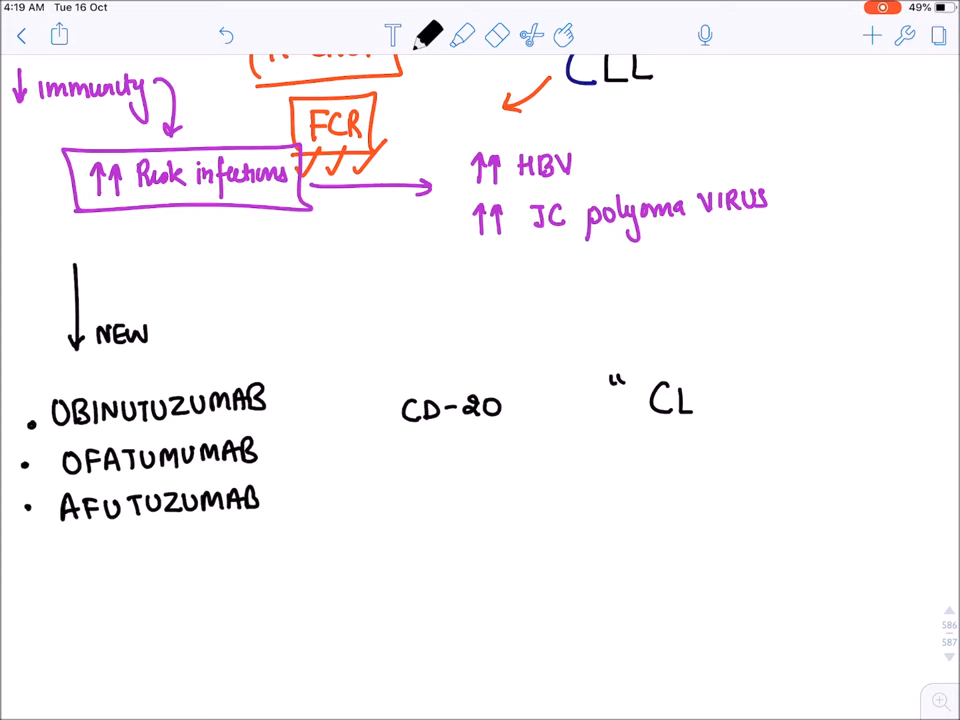 4:19 AM Tue 16 Oct
49%
T
CLL
↓ Immunity
FCR
↑↑ Risk infections
↑↑ HBV
↑↑ JC polyoma VIRUS
NEW
• OBINUTUZUMAB CD-20 " CL
• OFATUMUMAB
• AFUTUZUMAB
586
587